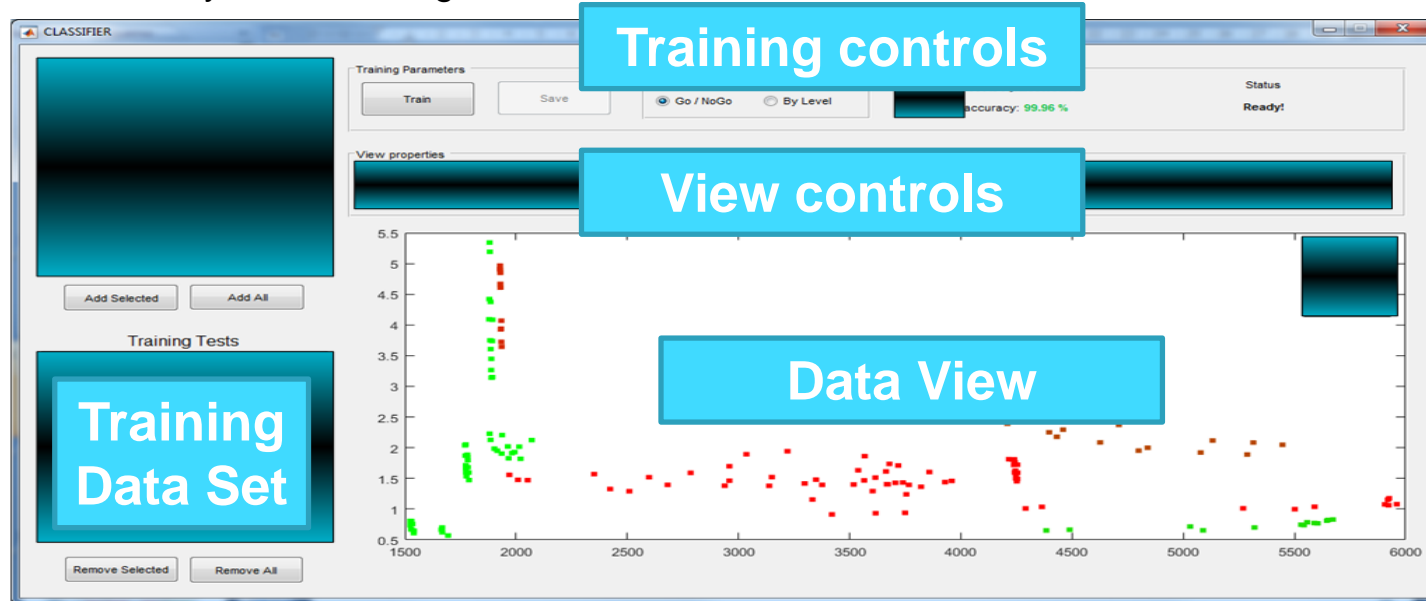 CLASSIFIER
Training controls
Training Parameters
Train
Save
Go / NoGo
By Level
accuracy: 99.96 %
Status
Ready!
View properties
View controls
Add Selected
Add All
Training Tests
Training
Data Set
Remove Selected
Remove All
Data View
5.5
5
4.5
4
3.5
3
2.5
2
1.5
1
0.5
1500
2000
2500
3000
3500
4000
4500
5000
5500
6000